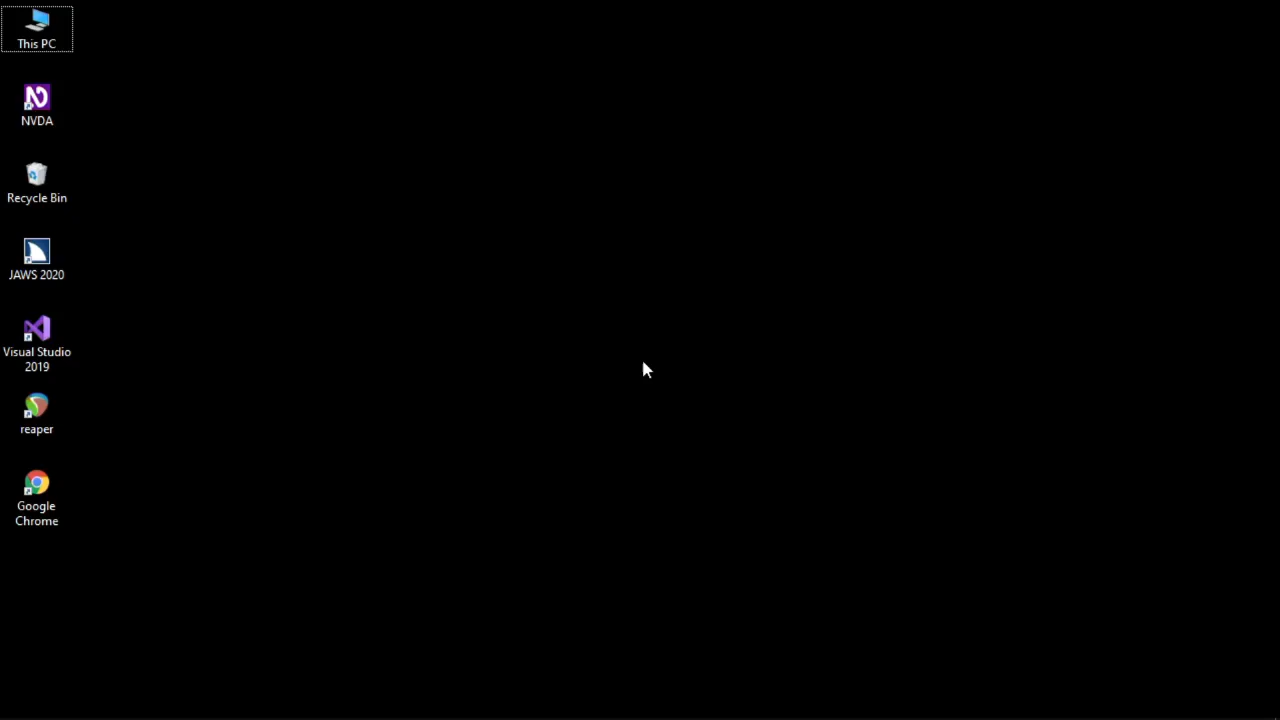 This PC
NVDA
Recycle Bin
JAWS 2020
Visual Studio
2019
reaper
Google
Chrome